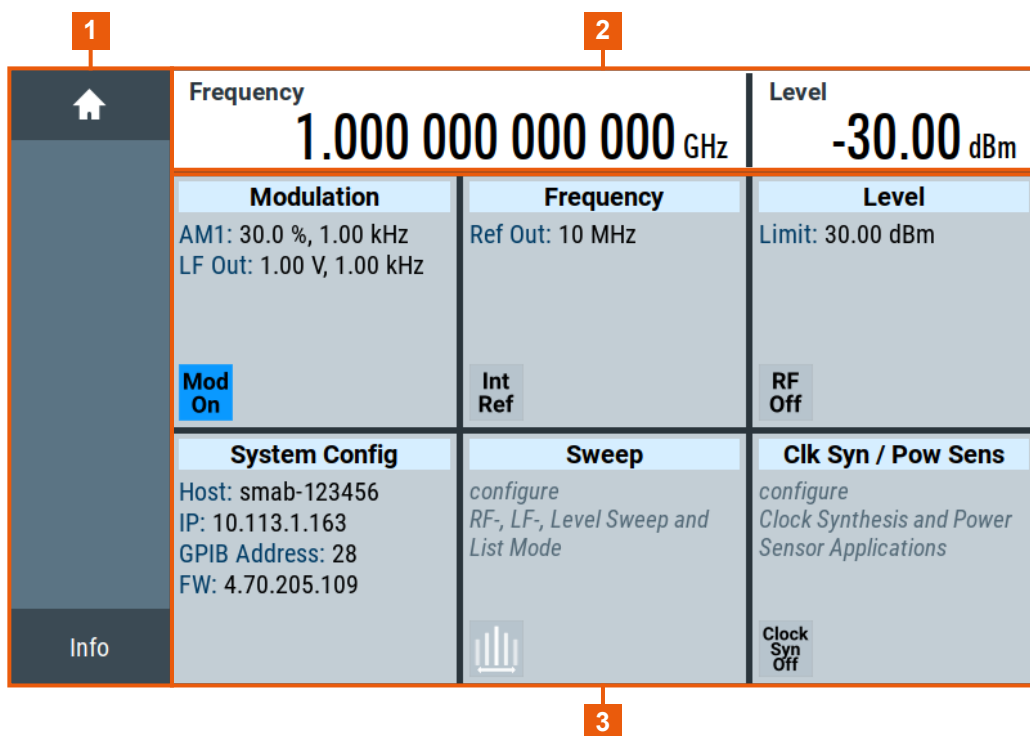 1
2
Frequency
1.000 000 000 000 GHz
Level
-30.00 dBm
Modulation
AM1: 30.0 %, 1.00 kHz
LF Out: 1.00 V, 1.00 kHz
Mod
On
Frequency
Ref Out: 10 MHz
Int
Ref
Level
Limit: 30.00 dBm
RF
Off
System Config
Host: smab-123456
IP: 10.113.1.163
GPIB Address: 28
FW: 4.70.205.109
Sweep
configure
RF-, LF-, Level Sweep and
List Mode
Clk Syn / Pow Sens
configure
Clock Synthesis and Power
Sensor Applications
Clock
Syn
Off
Info
3